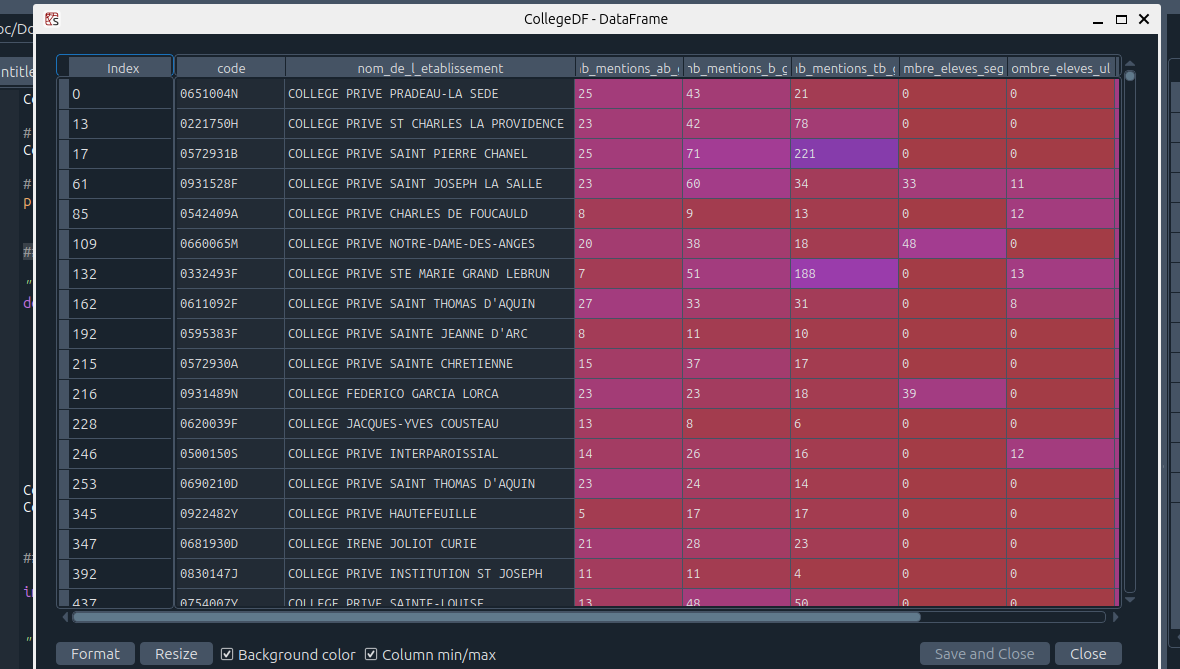 CollegeDF - DataFrame
oc/Do
ntitle
Index code nom_de_l_etablissement nb_mentions_ab_ nb_mentions_b_g nb_mentions_tb_g mbre_eleves_seg ombre_eleves_ul
0 0651004N COLLEGE PRIVE PRADEAU-LA SEDE 25 43 21 0 0
13 0221750H COLLEGE PRIVE ST CHARLES LA PROVIDENCE 23 42 78 0 0
17 0572931B COLLEGE PRIVE SAINT PIERRE CHANEL 25 71 221 0 0
61 0931528F COLLEGE PRIVE SAINT JOSEPH LA SALLE 23 60 34 33 11
85 0542409A COLLEGE PRIVE CHARLES DE FOUCAULD 8 9 13 0 12
109 0660065M COLLEGE PRIVE NOTRE-DAME-DES-ANGES 20 38 18 48 0
132 0332493F COLLEGE PRIVE STE MARIE GRAND LEBRUN 7 51 188 0 13
162 0611092F COLLEGE PRIVE SAINT THOMAS D'AQUIN 27 33 31 0 8
192 0595383F COLLEGE PRIVE SAINTE JEANNE D'ARC 8 11 10 0 0
215 0572930A COLLEGE PRIVE SAINTE CHRETIENNE 15 37 17 0 0
216 0931489N COLLEGE FEDERICO GARCIA LORCA 23 23 18 39 0
228 0620039F COLLEGE JACQUES-YVES COUSTEAU 13 8 6 0 0
246 0500150S COLLEGE PRIVE INTERPAROISSIAL 14 26 16 0 12
253 0690210D COLLEGE PRIVE SAINT THOMAS D'AQUIN 23 24 14 0 0
345 0922482Y COLLEGE PRIVE HAUTEFEUILLE 5 17 17 0 0
347 0681930D COLLEGE IRENE JOLIOT CURIE 21 28 23 0 0
392 0830147J COLLEGE PRIVE INSTITUTION ST JOSEPH 11 11 4 0 0
437 0754007Y COLLEGE PRIVE SAINTE-LOUISE 13 48 50 0 0
Format Resize Background color Column min/max Save and Close Close